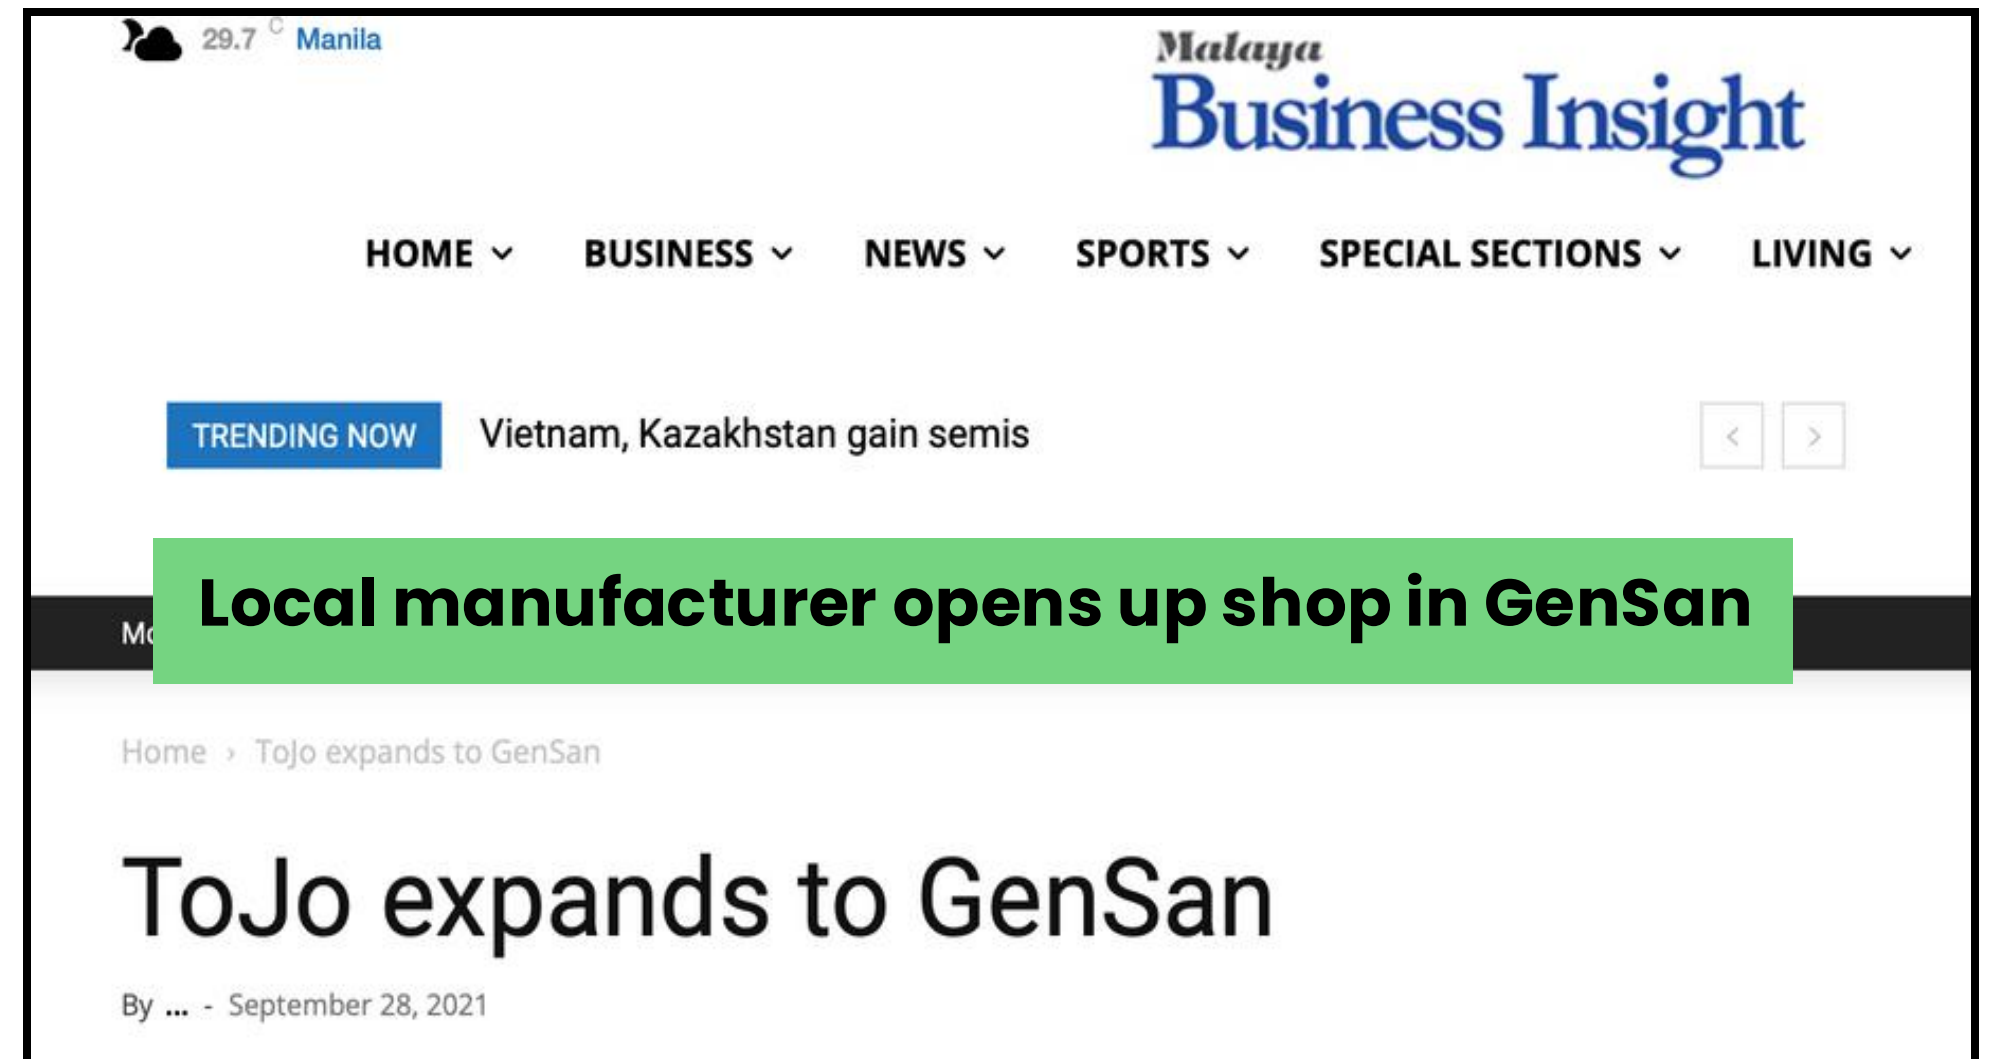 29.7 C Manila
Malaya
Business Insight
HOME BUSINESS NEWS SPORTS SPECIAL SECTIONS LIVING
TRENDING NOW Vietnam, Kazakhstan gain semis
Local manufacturer opens up shop in GenSan
Home › ToJo expands to GenSan
ToJo expands to GenSan
By ... - September 28, 2021